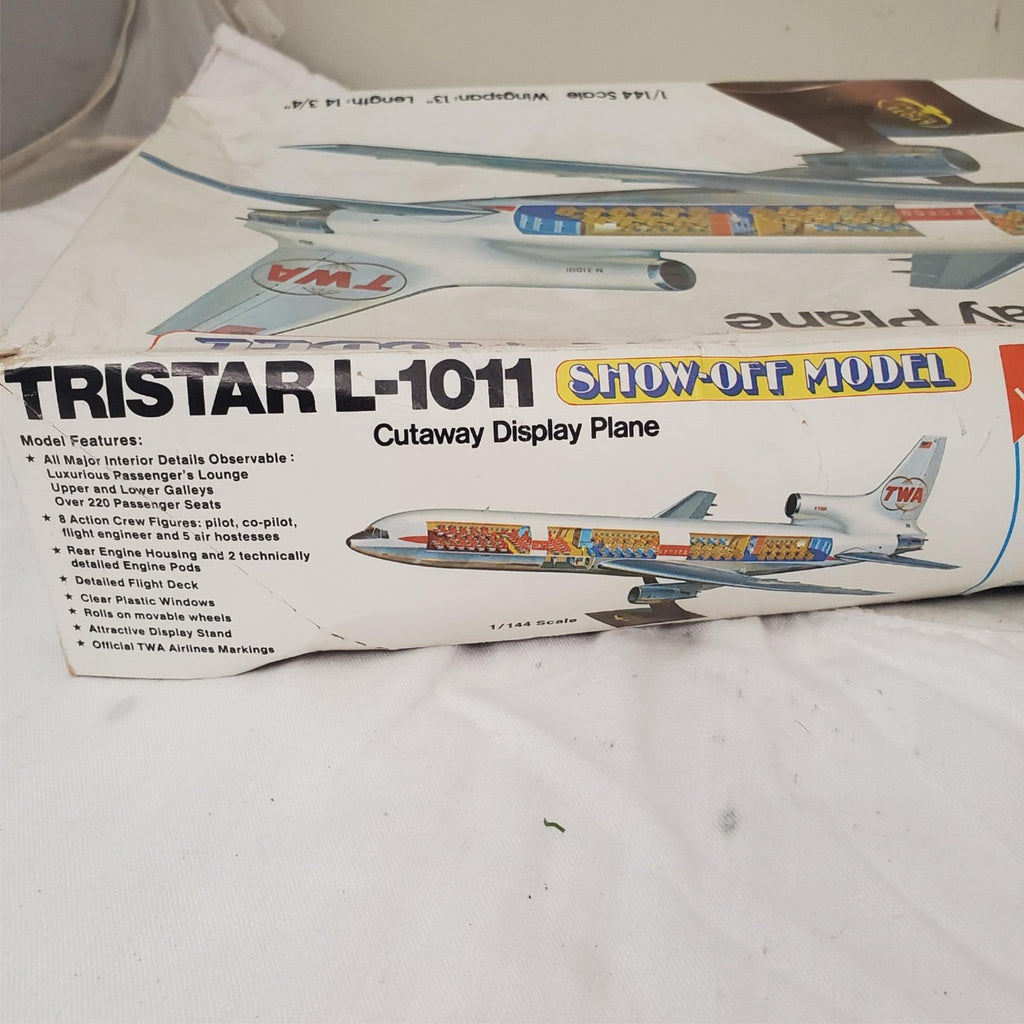 1/144 Scale Wingspan: 13" Length: 14 3/4"
TWA
N 31001
ay Plane
MODEL
TRISTAR L-1011
SHOW-OFF MODEL
Cutaway Display Plane
Model Features:
★ All Major Interior Details Observable:
Luxurious Passenger's Lounge
Upper and Lower Galleys
Over 220 Passenger Seats
★ 8 Action Crew Figures: pilot, co-pilot,
flight engineer and 5 air hostesses
★ Rear Engine Housing and 2 technically
detailed Engine Pods
★ Detailed Flight Deck
★ Clear Plastic Windows
★ Rolls on movable wheels
★ Attractive Display Stand
★ Official TWA Airlines Markings
TWA
1/144 Scale